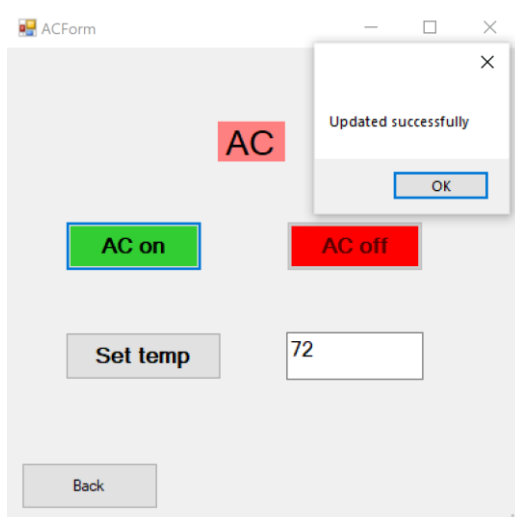 ACForm
Updated successfully
OK
AC
AC on
AC off
Set temp
72
Back